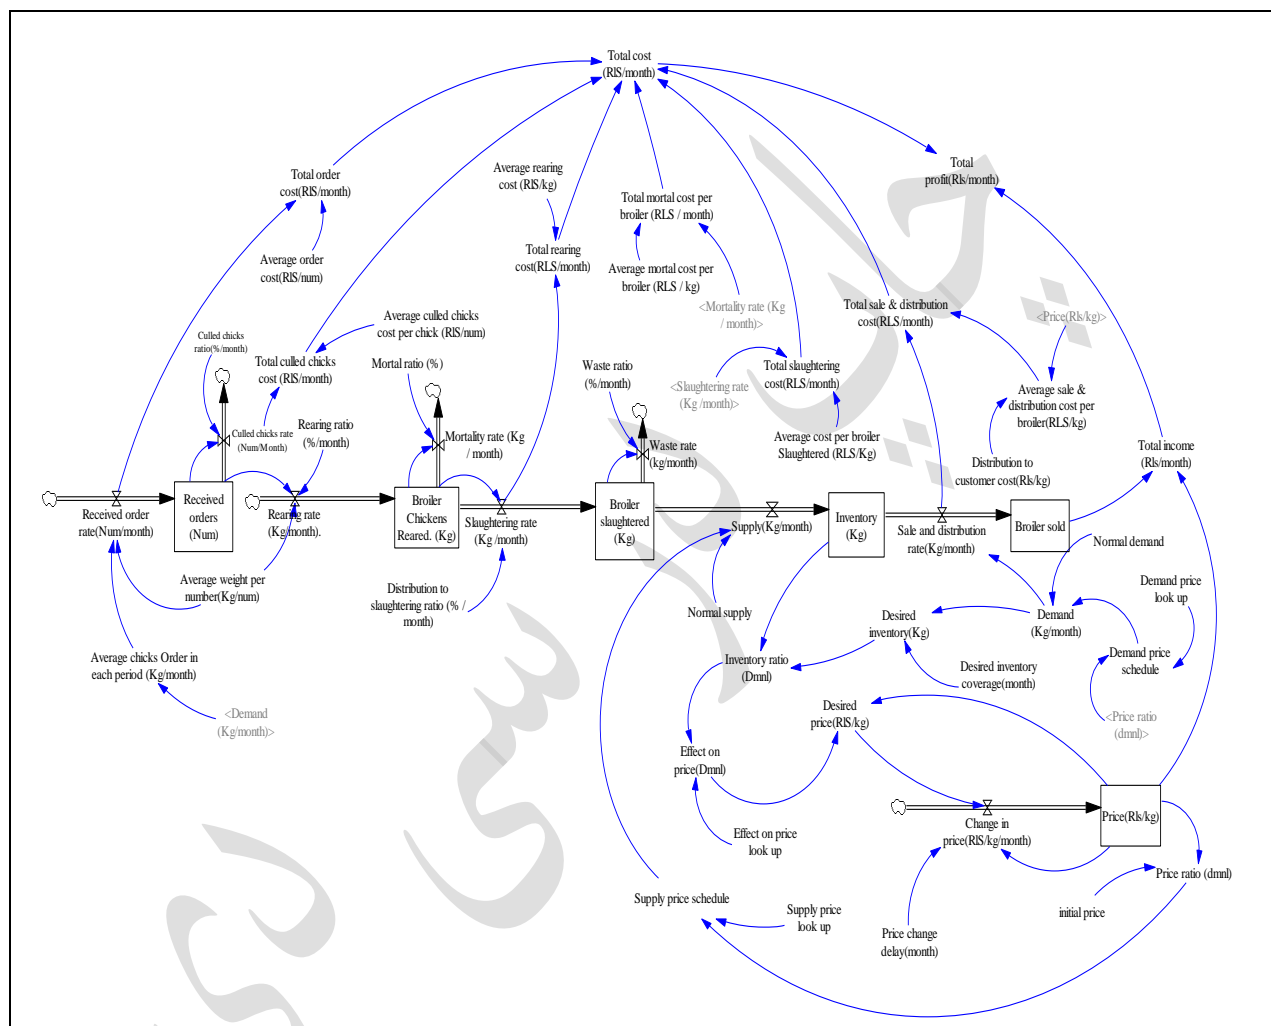 Total cost
(RlS/month)
Total
profit(Rls/month)
Average rearing
cost (RlS/kg)
Total order
cost(RlS/month)
Total mortal cost per
broiler (RLS / month)
Average order
cost(RlS/num)
Total rearing
cost(RLS/month)
Average mortal cost per
broiler (RLS / kg)
<Mortality rate (Kg
/ month)>
Total sale & distribution
cost(RLS/month)
<Price(Rls/kg)>
Average culled chicks
cost per chick (RlS/num)
Culled chicks
ratio(%/month)
Total culled chicks
cost (RlS/month)
Mortal ratio (%)
Waste ratio
(%/month)
Total slaughtering
cost(RLS/month)
<Slaughtering rate
(Kg /month)>
Average sale &
distribution cost per
broiler(RLS/kg)
Rearing ratio
(%/month)
Culled chicks rate
(Num/Month)
Mortality rate (Kg
/ month)
Waste rate
(kg/month)
Average cost per broiler
Slaughtered (RLS/Kg)
Distribution to
customer cost(Rls/kg)
Total income
(Rls/month)
Received order
rate(Num/month)
Received
orders
(Num)
Rearing rate
(Kg/month).
Broiler
Chickens
Reared. (Kg)
Slaughtering rate
(Kg /month)
Broiler
slaughtered
(Kg)
Supply(Kg/month)
Inventory
(Kg)
Sale and distribution
rate(Kg/month)
Broiler sold
Normal demand
Average weight per
number(Kg/num)
Distribution to
slaughtering ratio (% /
month)
Normal supply
Desired
inventory(Kg)
Demand
(Kg/month)
Demand price
look up
Average chicks Order in
each period (Kg/month)
Inventory ratio
(Dmnl)
Desired inventory
coverage(month)
Demand price
schedule
<Demand
(Kg/month)>
Desired
price(RlS/kg)
<Price ratio
(dmnl)>
Effect on
price(Dmnl)
Effect on price
look up
Change in
price(RlS/kg/month)
Price(Rls/kg)
Price ratio (dmnl)
initial price
Supply price schedule
Supply price
look up
Price change
delay(month)